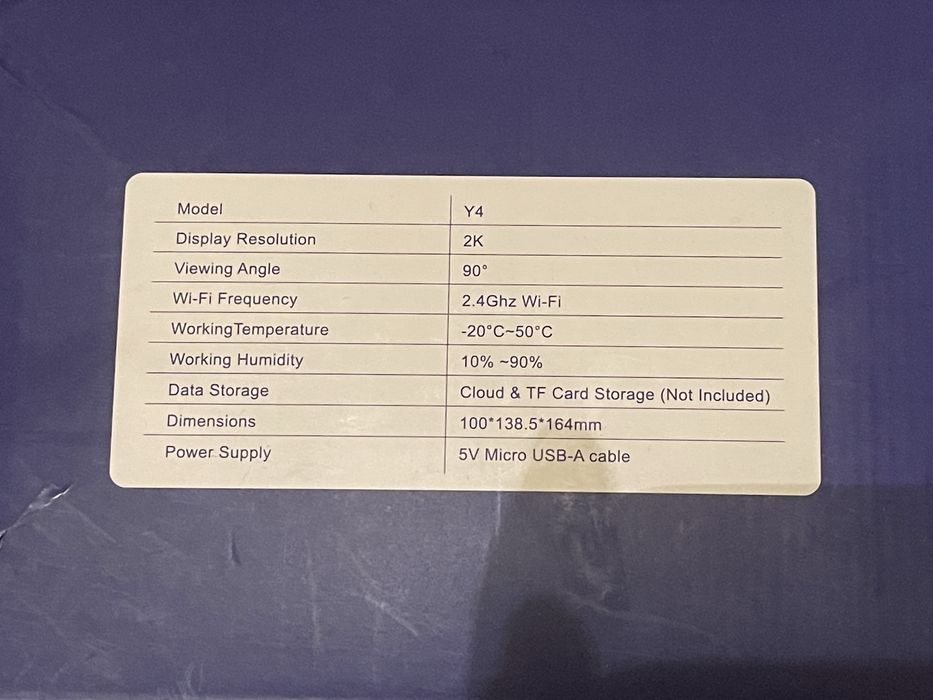 Model Y4
Display Resolution 2K
Viewing Angle 90°
Wi-Fi Frequency 2.4Ghz Wi-Fi
WorkingTemperature -20°C~50°C
Working Humidity 10% ~90%
Data Storage Cloud & TF Card Storage (Not Included)
Dimensions 100*138.5*164mm
Power Supply 5V Micro USB-A cable